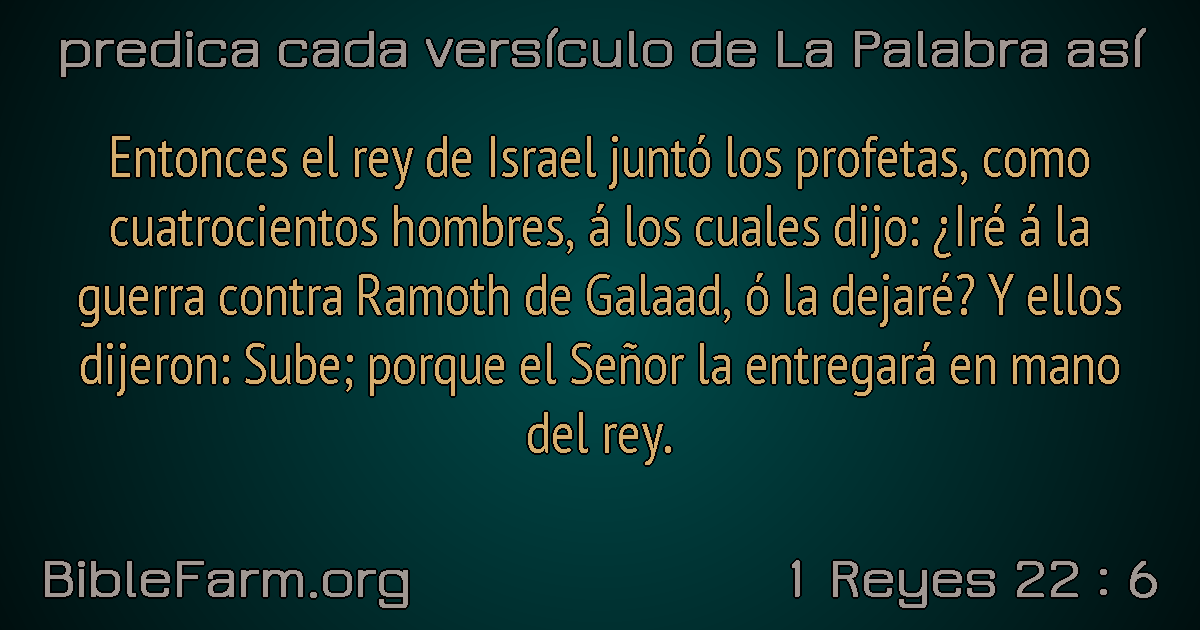 predica cada versículo de La Palabra así
Entonces el rey de Israel juntó los profetas, como
cuatrocientos hombres, á los cuales dijo: ¿Iré á la
guerra contra Ramoth de Galaad, ó la dejaré? Y ellos
dijeron: Sube; porque el Señor la entregará en mano
del rey.
BibleFarm.org
1 Reyes 22 : 6